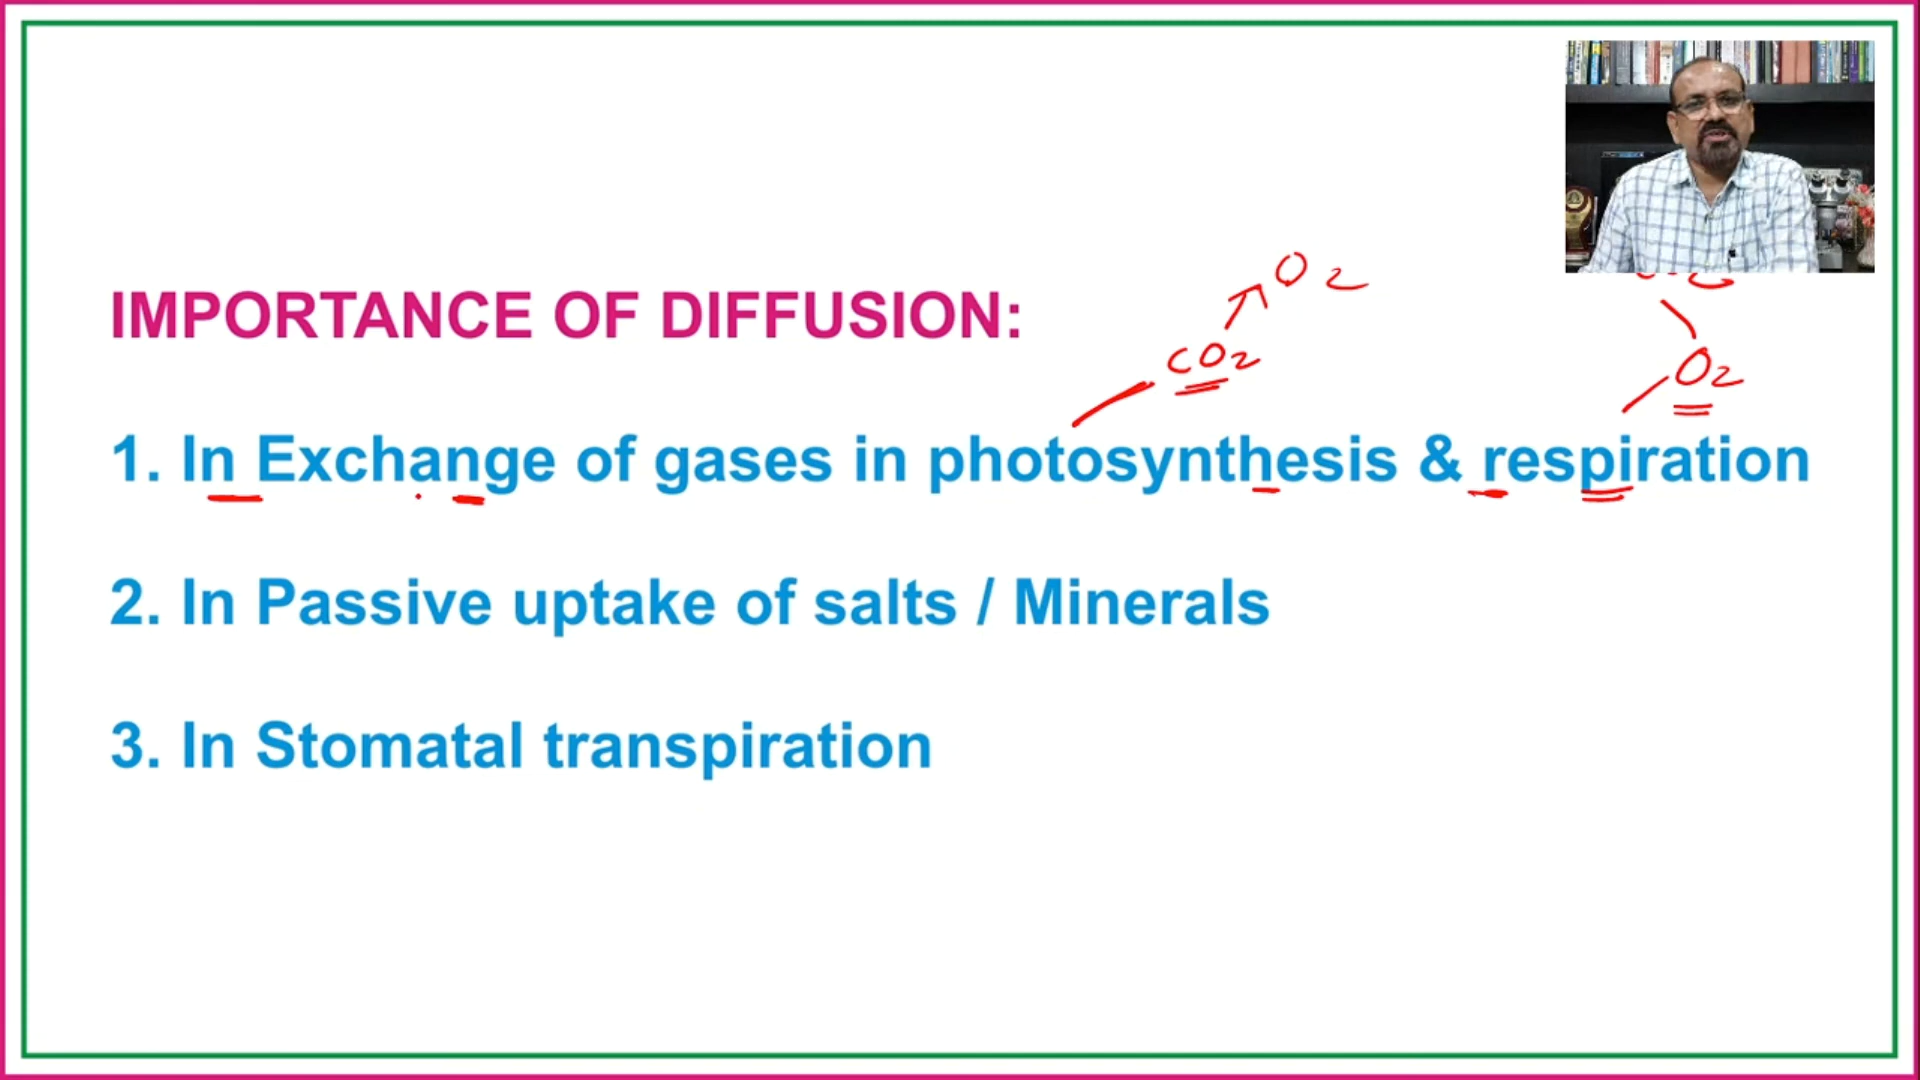 O2
IMPORTANCE OF DIFFUSION:
CO2
O2
1. In Exchange of gases in photosynthesis & respiration
2. In Passive uptake of salts / Minerals
3. In Stomatal transpiration